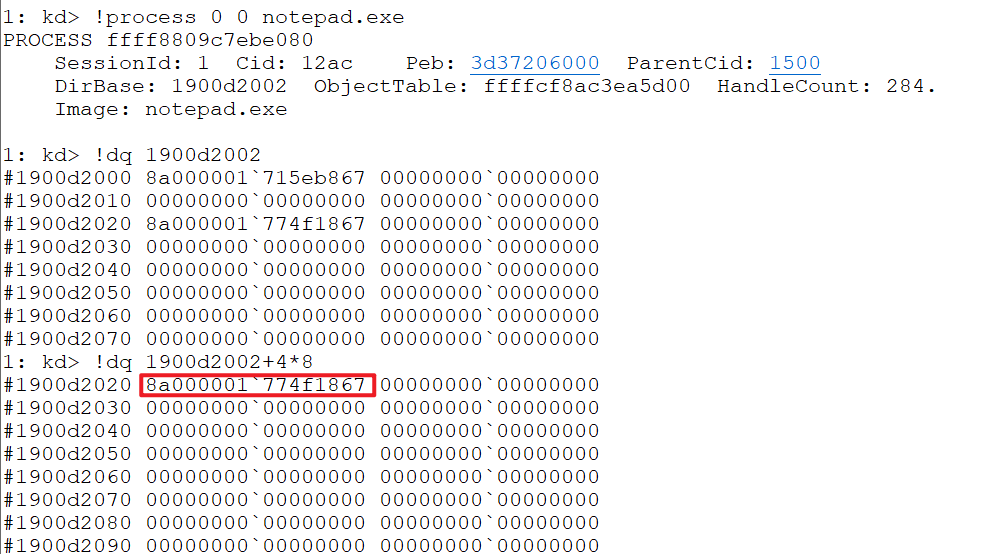 1: kd> !process 0 0 notepad.exe
PROCESS ffff8809c7ebe080
    SessionId: 1  Cid: 12ac    Peb: 3d37206000  ParentCid: 1500
    DirBase: 1900d2002  ObjectTable: ffffcf8ac3ea5d00  HandleCount: 284.
    Image: notepad.exe

1: kd> !dq 1900d2002
#1900d2000 8a000001`715eb867 00000000`00000000
#1900d2010 00000000`00000000 00000000`00000000
#1900d2020 8a000001`774f1867 00000000`00000000
#1900d2030 00000000`00000000 00000000`00000000
#1900d2040 00000000`00000000 00000000`00000000
#1900d2050 00000000`00000000 00000000`00000000
#1900d2060 00000000`00000000 00000000`00000000
#1900d2070 00000000`00000000 00000000`00000000
1: kd> !dq 1900d2002+4*8
#1900d2020 8a000001`774f1867 00000000`00000000
#1900d2030 00000000`00000000 00000000`00000000
#1900d2040 00000000`00000000 00000000`00000000
#1900d2050 00000000`00000000 00000000`00000000
#1900d2060 00000000`00000000 00000000`00000000
#1900d2070 00000000`00000000 00000000`00000000
#1900d2080 00000000`00000000 00000000`00000000
#1900d2090 00000000`00000000 00000000`00000000